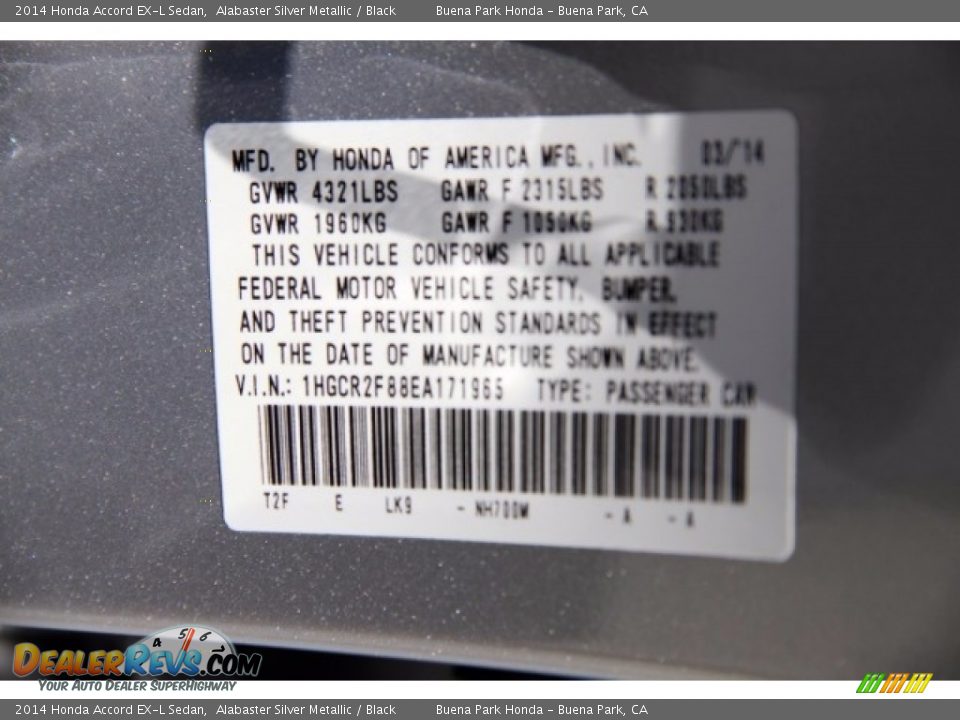 2014 Honda Accord EX-L Sedan, Alabaster Silver Metallic / Black Buena Park Honda - Buena Park, CA
MFD. BY HONDA OF AMERICA MFG., INC. 03/'14
GVWR 4321LBS GAWR F 2315LBS R 2050LBS
GVWR 1960KG GAWR F 1050KG R 930KG
THIS VEHICLE CONFORMS TO ALL APPLICABLE
FEDERAL MOTOR VEHICLE SAFETY, BUMPER,
AND THEFT PREVENTION STANDARDS IN EFFECT
ON THE DATE OF MANUFACTURE SHOWN ABOVE.
V.I.N.: 1HGCR2F88EA171965 TYPE: PASSENGER CAR
T2F E LK9 - NH700M - A - A
4 5 6
DEALERREVS.COM
YOUR AUTO DEALER SUPERHIGHWAY
2014 Honda Accord EX-L Sedan, Alabaster Silver Metallic / Black Buena Park Honda - Buena Park, CA